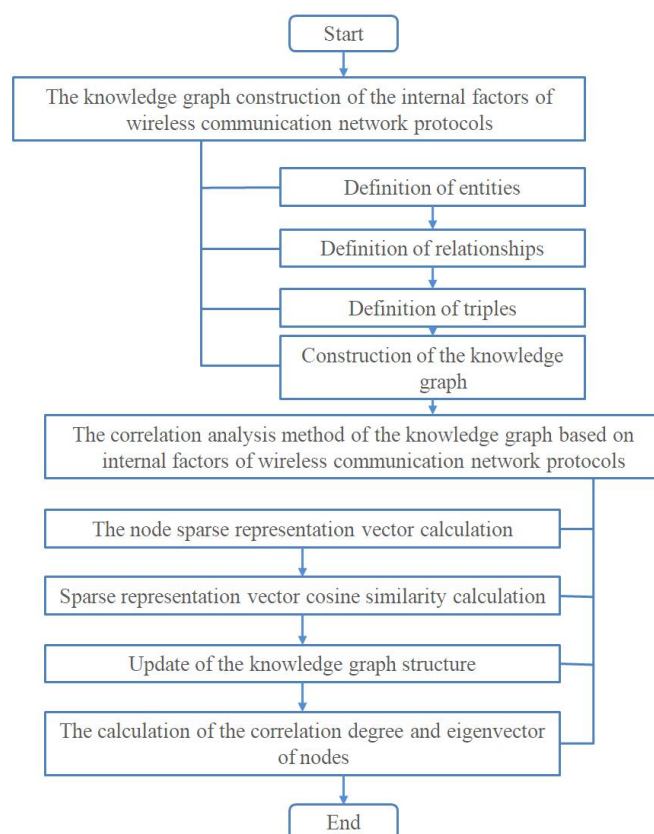 Start
The knowledge graph construction of the internal factors of
wireless communication network protocols
Definition of entities
Definition of relationships
Definition of triples
Construction of the knowledge
graph
The correlation analysis method of the knowledge graph based on
internal factors of wireless communication network protocols
The node sparse representation vector calculation
Sparse representation vector cosine similarity calculation
Update of the knowledge graph structure
The calculation of the correlation degree and eigenvector
of nodes
End